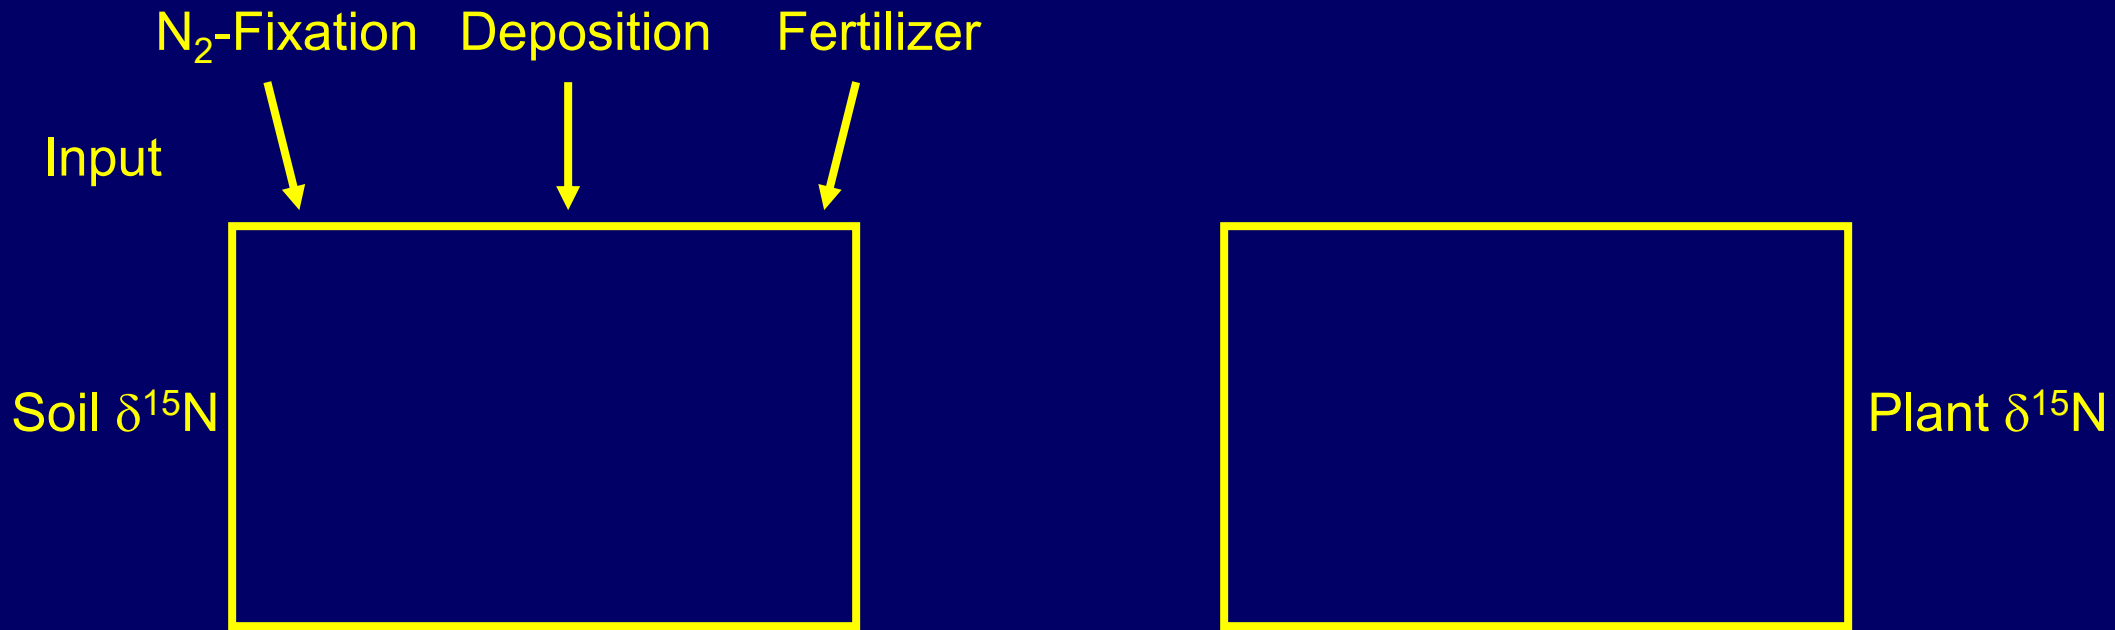 N₂-Fixation Deposition Fertilizer
Input
Soil δ¹⁵N Plant δ¹⁵N